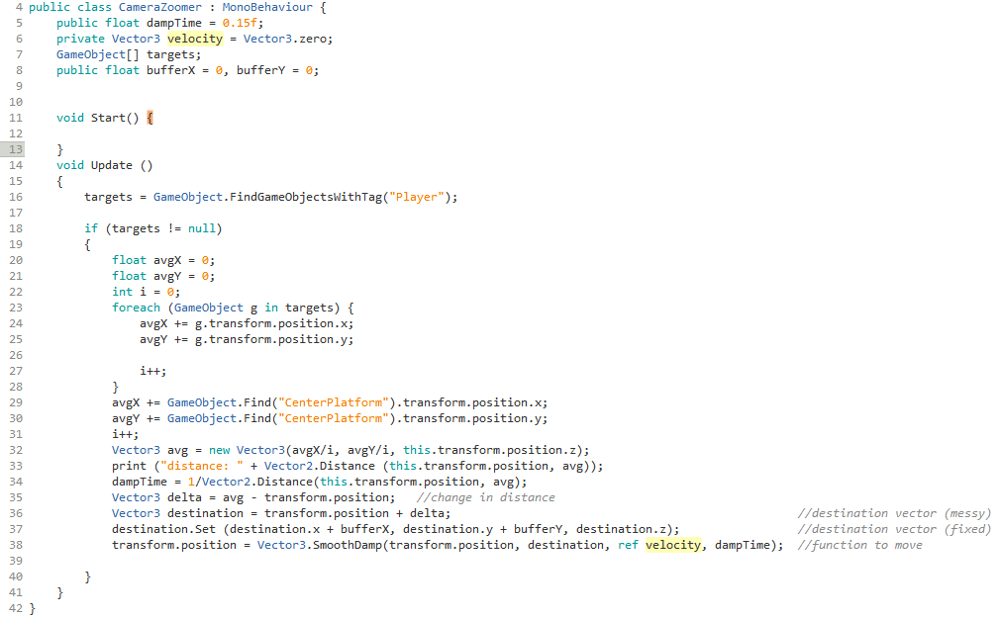 4 public class CameraZoomer : MonoBehaviour {
5     public float dampTime = 0.15f;
6     private Vector3 velocity = Vector3.zero;
7     GameObject[] targets;
8     public float bufferX = 0, bufferY = 0;
9
10
11     void Start() {
12
13     }
14     void Update ()
15     {
16         targets = GameObject.FindGameObjectsWithTag("Player");
17
18         if (targets != null)
19         {
20             float avgX = 0;
21             float avgY = 0;
22             int i = 0;
23             foreach (GameObject g in targets) {
24                 avgX += g.transform.position.x;
25                 avgY += g.transform.position.y;
26
27                 i++;
28             }
29             avgX += GameObject.Find("CenterPlatform").transform.position.x;
30             avgY += GameObject.Find("CenterPlatform").transform.position.y;
31             i++;
32             Vector3 avg = new Vector3(avgX/i, avgY/i, this.transform.position.z);
33             print ("distance: " + Vector2.Distance (this.transform.position, avg));
34             dampTime = 1/Vector2.Distance(this.transform.position, avg);
35             Vector3 delta = avg - transform.position;   //change in distance
36             Vector3 destination = transform.position + delta;                                                  //destination vector (messy)
37             destination.Set (destination.x + bufferX, destination.y + bufferY, destination.z);                 //destination vector (fixed)
38             transform.position = Vector3.SmoothDamp(transform.position, destination, ref velocity, dampTime);  //function to move
39
40         }
41     }
42 }